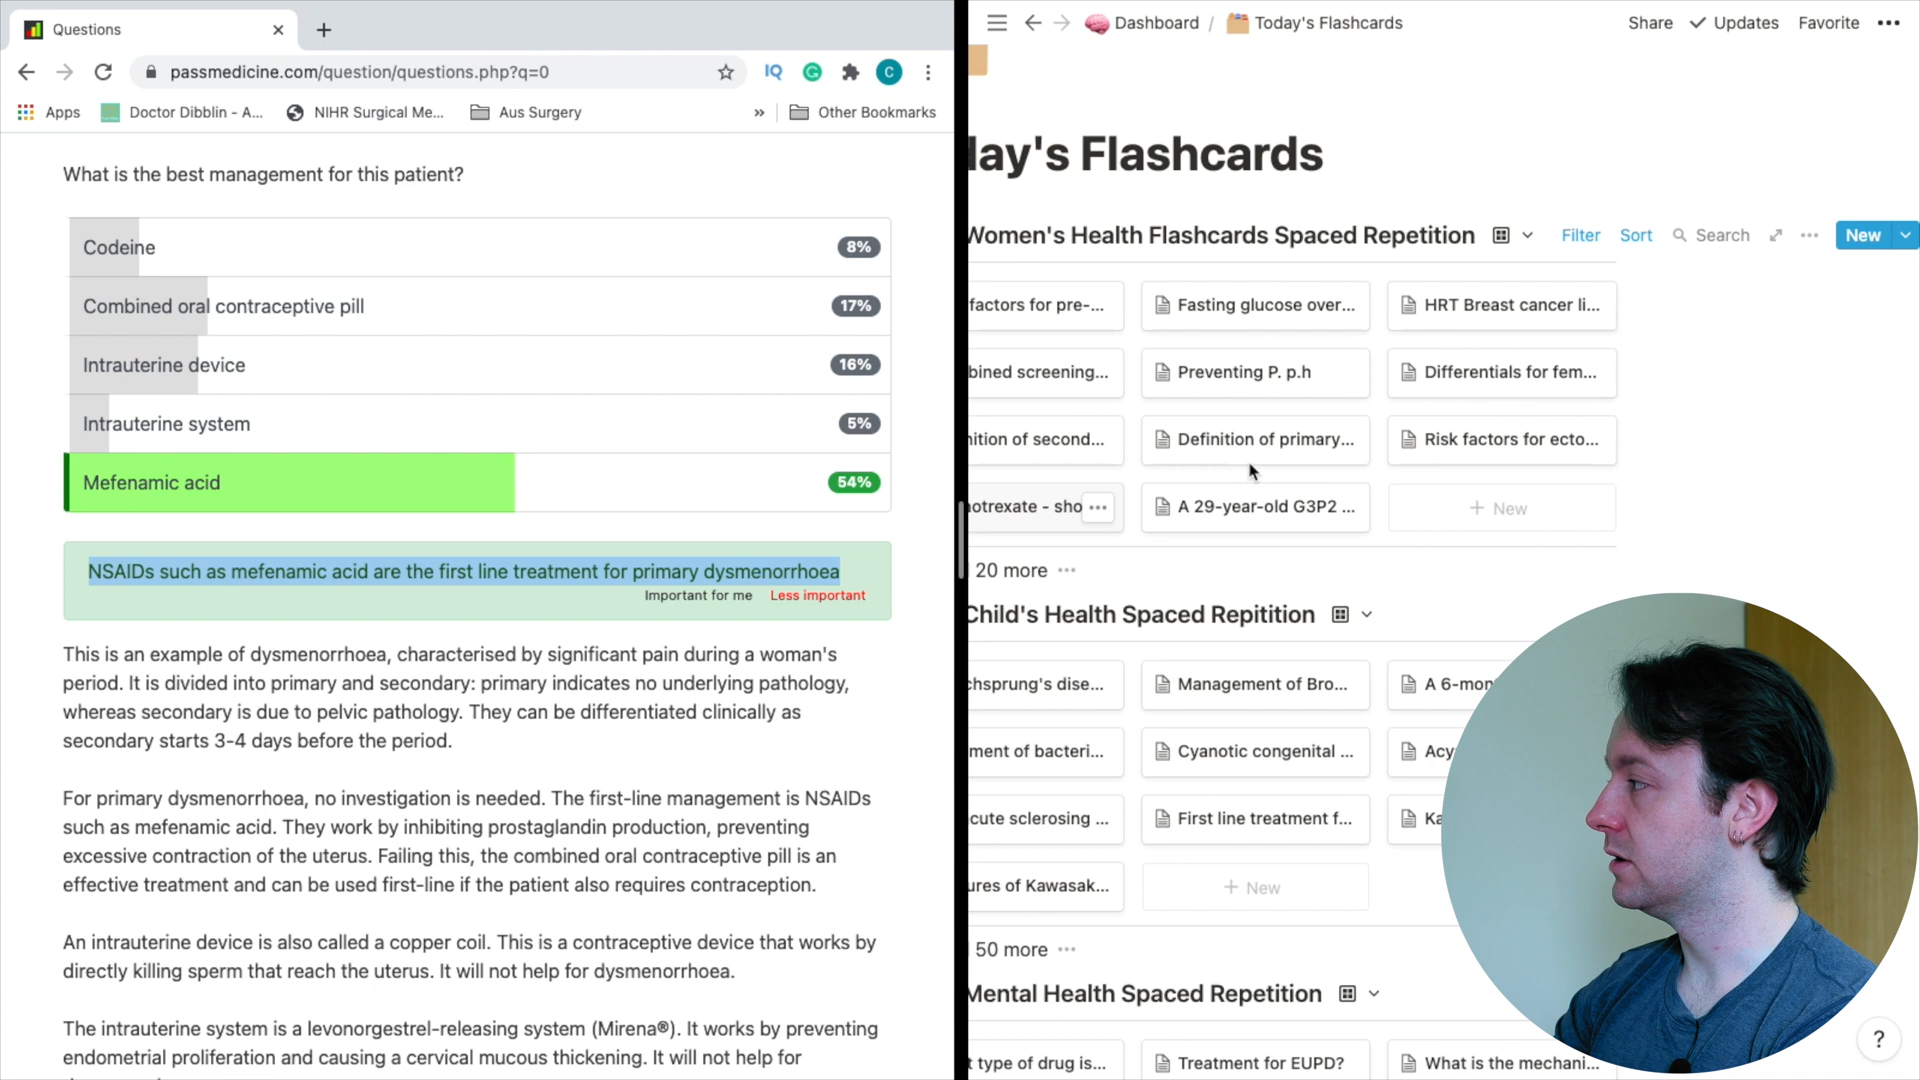 Questions
passmedicine.com/question/questions.php?q=0
IQ
C
Apps
Doctor Dibblin - A...
NIHR Surgical Me...
Aus Surgery
»
Other Bookmarks
What is the best management for this patient?
Codeine
8%
Combined oral contraceptive pill
17%
Intrauterine device
16%
Intrauterine system
5%
Mefenamic acid
54%
NSAIDs such as mefenamic acid are the first line treatment for primary dysmenorrhoea
Important for me Less important
This is an example of dysmenorrhoea, characterised by significant pain during a woman's
period. It is divided into primary and secondary: primary indicates no underlying pathology,
whereas secondary is due to pelvic pathology. They can be differentiated clinically as
secondary starts 3-4 days before the period.
For primary dysmenorrhoea, no investigation is needed. The first-line management is NSAIDs
such as mefenamic acid. They work by inhibiting prostaglandin production, preventing
excessive contraction of the uterus. Failing this, the combined oral contraceptive pill is an
effective treatment and can be used first-line if the patient also requires contraception.
An intrauterine device is also called a copper coil. This is a contraceptive device that works by
directly killing sperm that reach the uterus. It will not help for dysmenorrhoea.
The intrauterine system is a levonorgestrel-releasing system (Mirena®). It works by preventing
endometrial proliferation and causing a cervical mucous thickening. It will not help for
Dashboard / Today's Flashcards
Share Updates Favorite •••
lay's Flashcards
Women's Health Flashcards Spaced Repetition
Filter Sort Search ••• New
factors for pre-...
Fasting glucose over...
HRT Breast cancer li...
bined screening...
Preventing P. p.h
Differentials for fem...
nition of second...
Definition of primary...
Risk factors for ecto...
notrexate - sho •••
A 29-year-old G3P2 ...
+ New
20 more •••
Child's Health Spaced Repitition
chsprung's dise...
Management of Bro...
A 6-mon
ment of bacteri...
Cyanotic congenital ...
Acy
cute sclerosing ...
First line treatment f...
Ka
ures of Kawasak...
+ New
50 more •••
Mental Health Spaced Repetition
t type of drug is...
Treatment for EUPD?
What is the mechani...
?